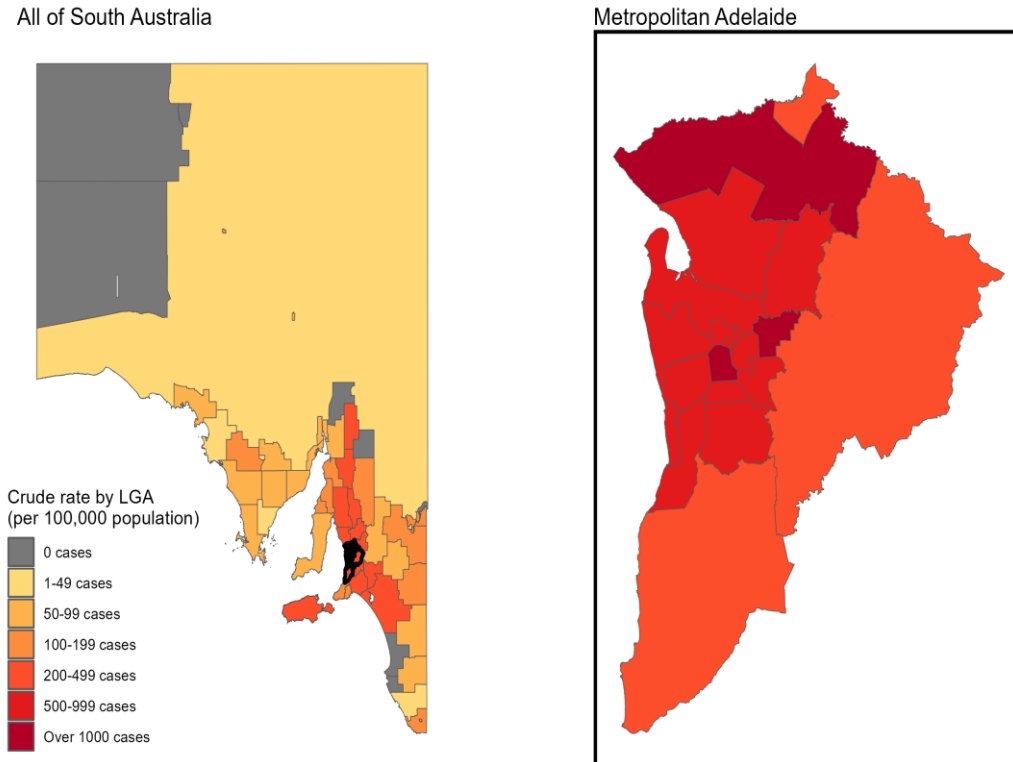 All of South Australia
Metropolitan Adelaide
Crude rate by LGA
(per 100,000 population)
0 cases
1-49 cases
50-99 cases
100-199 cases
200-499 cases
500-999 cases
Over 1000 cases